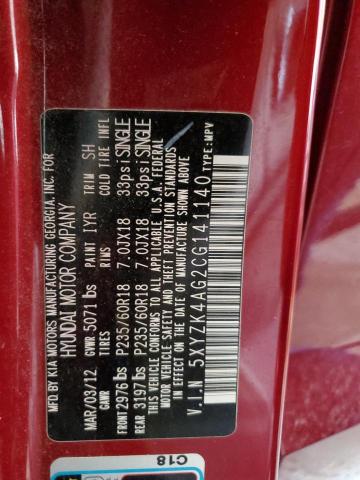 MFD BY KIA MOTORS MANUFACTURING GEORGIA, INC. FOR
HYUNDAI MOTOR COMPANY
MAR/03/12 GVWR 5071 lbs PAINT IYR TRIM SH
GAWR TIRES RIMS COLD TIRE INFL
FRONT 2976 lbs P235/60R18 7.0JX18 33psi SINGLE
REAR 3197 lbs P235/60R18 7.0JX18 33psi SINGLE
THIS VEHICLE CONFORMS TO ALL APPLICABLE U.S.A. FEDERAL
MOTOR VEHICLE SAFETY AND THEFT PREVENTION STANDARDS
IN EFFECT ON THE DATE OF MANUFACTURE SHOWN ABOVE.
V.I.N 5XYZK4AG2CG141140 TYPE: MPV
C18